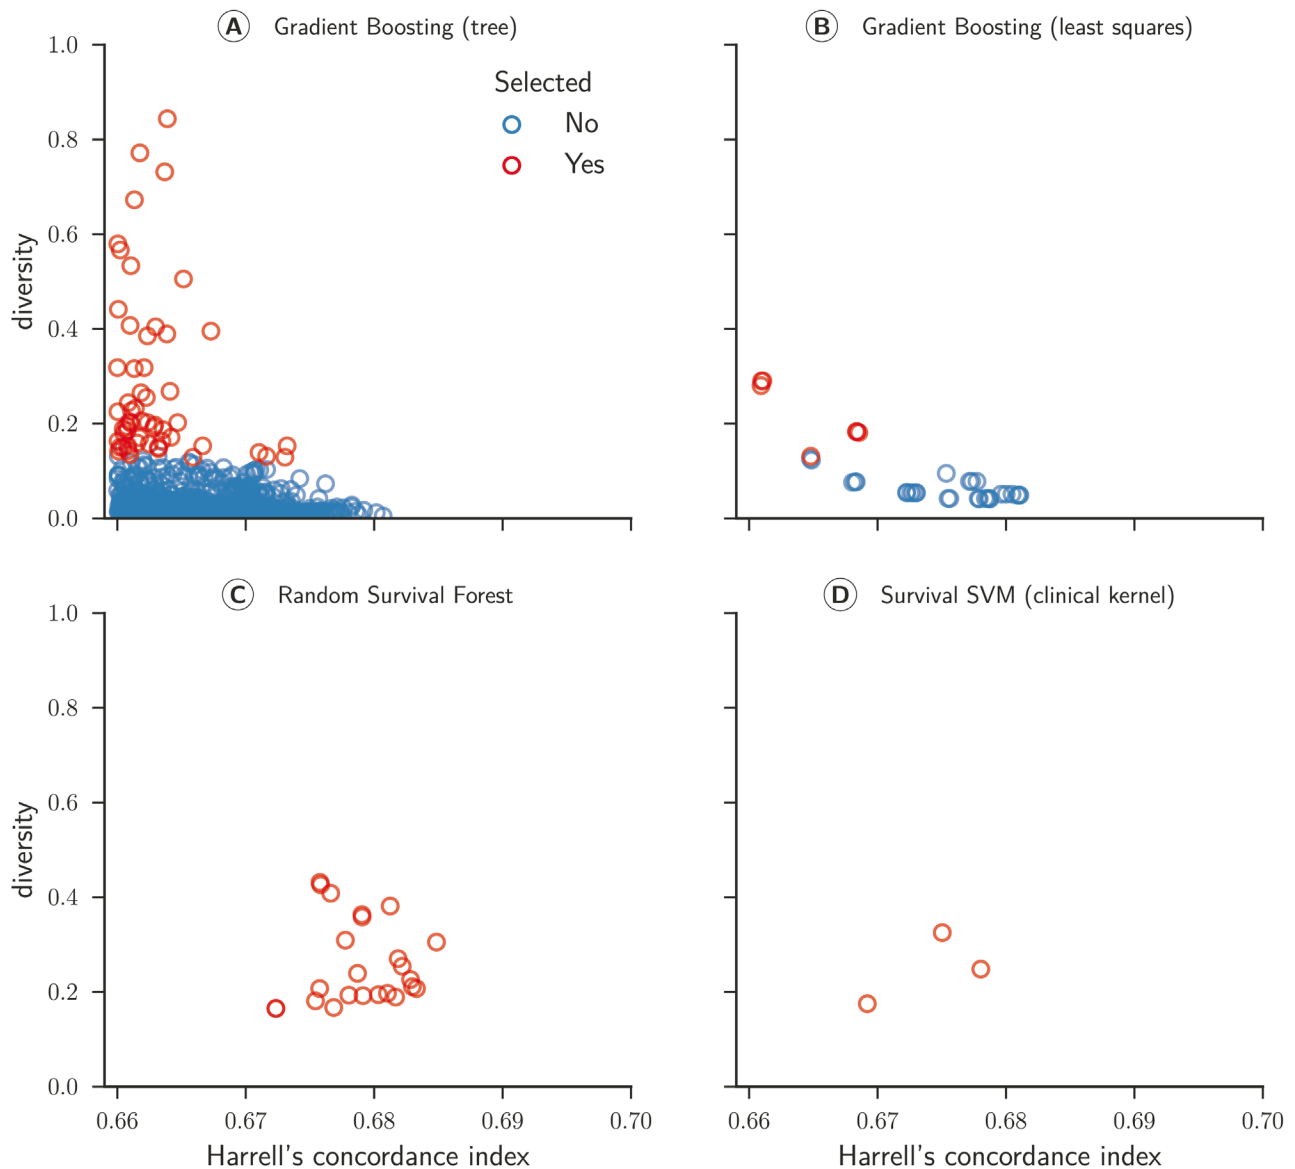 A Gradient Boosting (tree)
B Gradient Boosting (least squares)
1.0
0.8
0.6
0.4
0.2
0.0
diversity
Selected
No
Yes
C Random Survival Forest
D Survival SVM (clinical kernel)
1.0
0.8
0.6
0.4
0.2
0.0
diversity
0.66 0.67 0.68 0.69 0.70
Harrell's concordance index
0.66 0.67 0.68 0.69 0.70
Harrell's concordance index